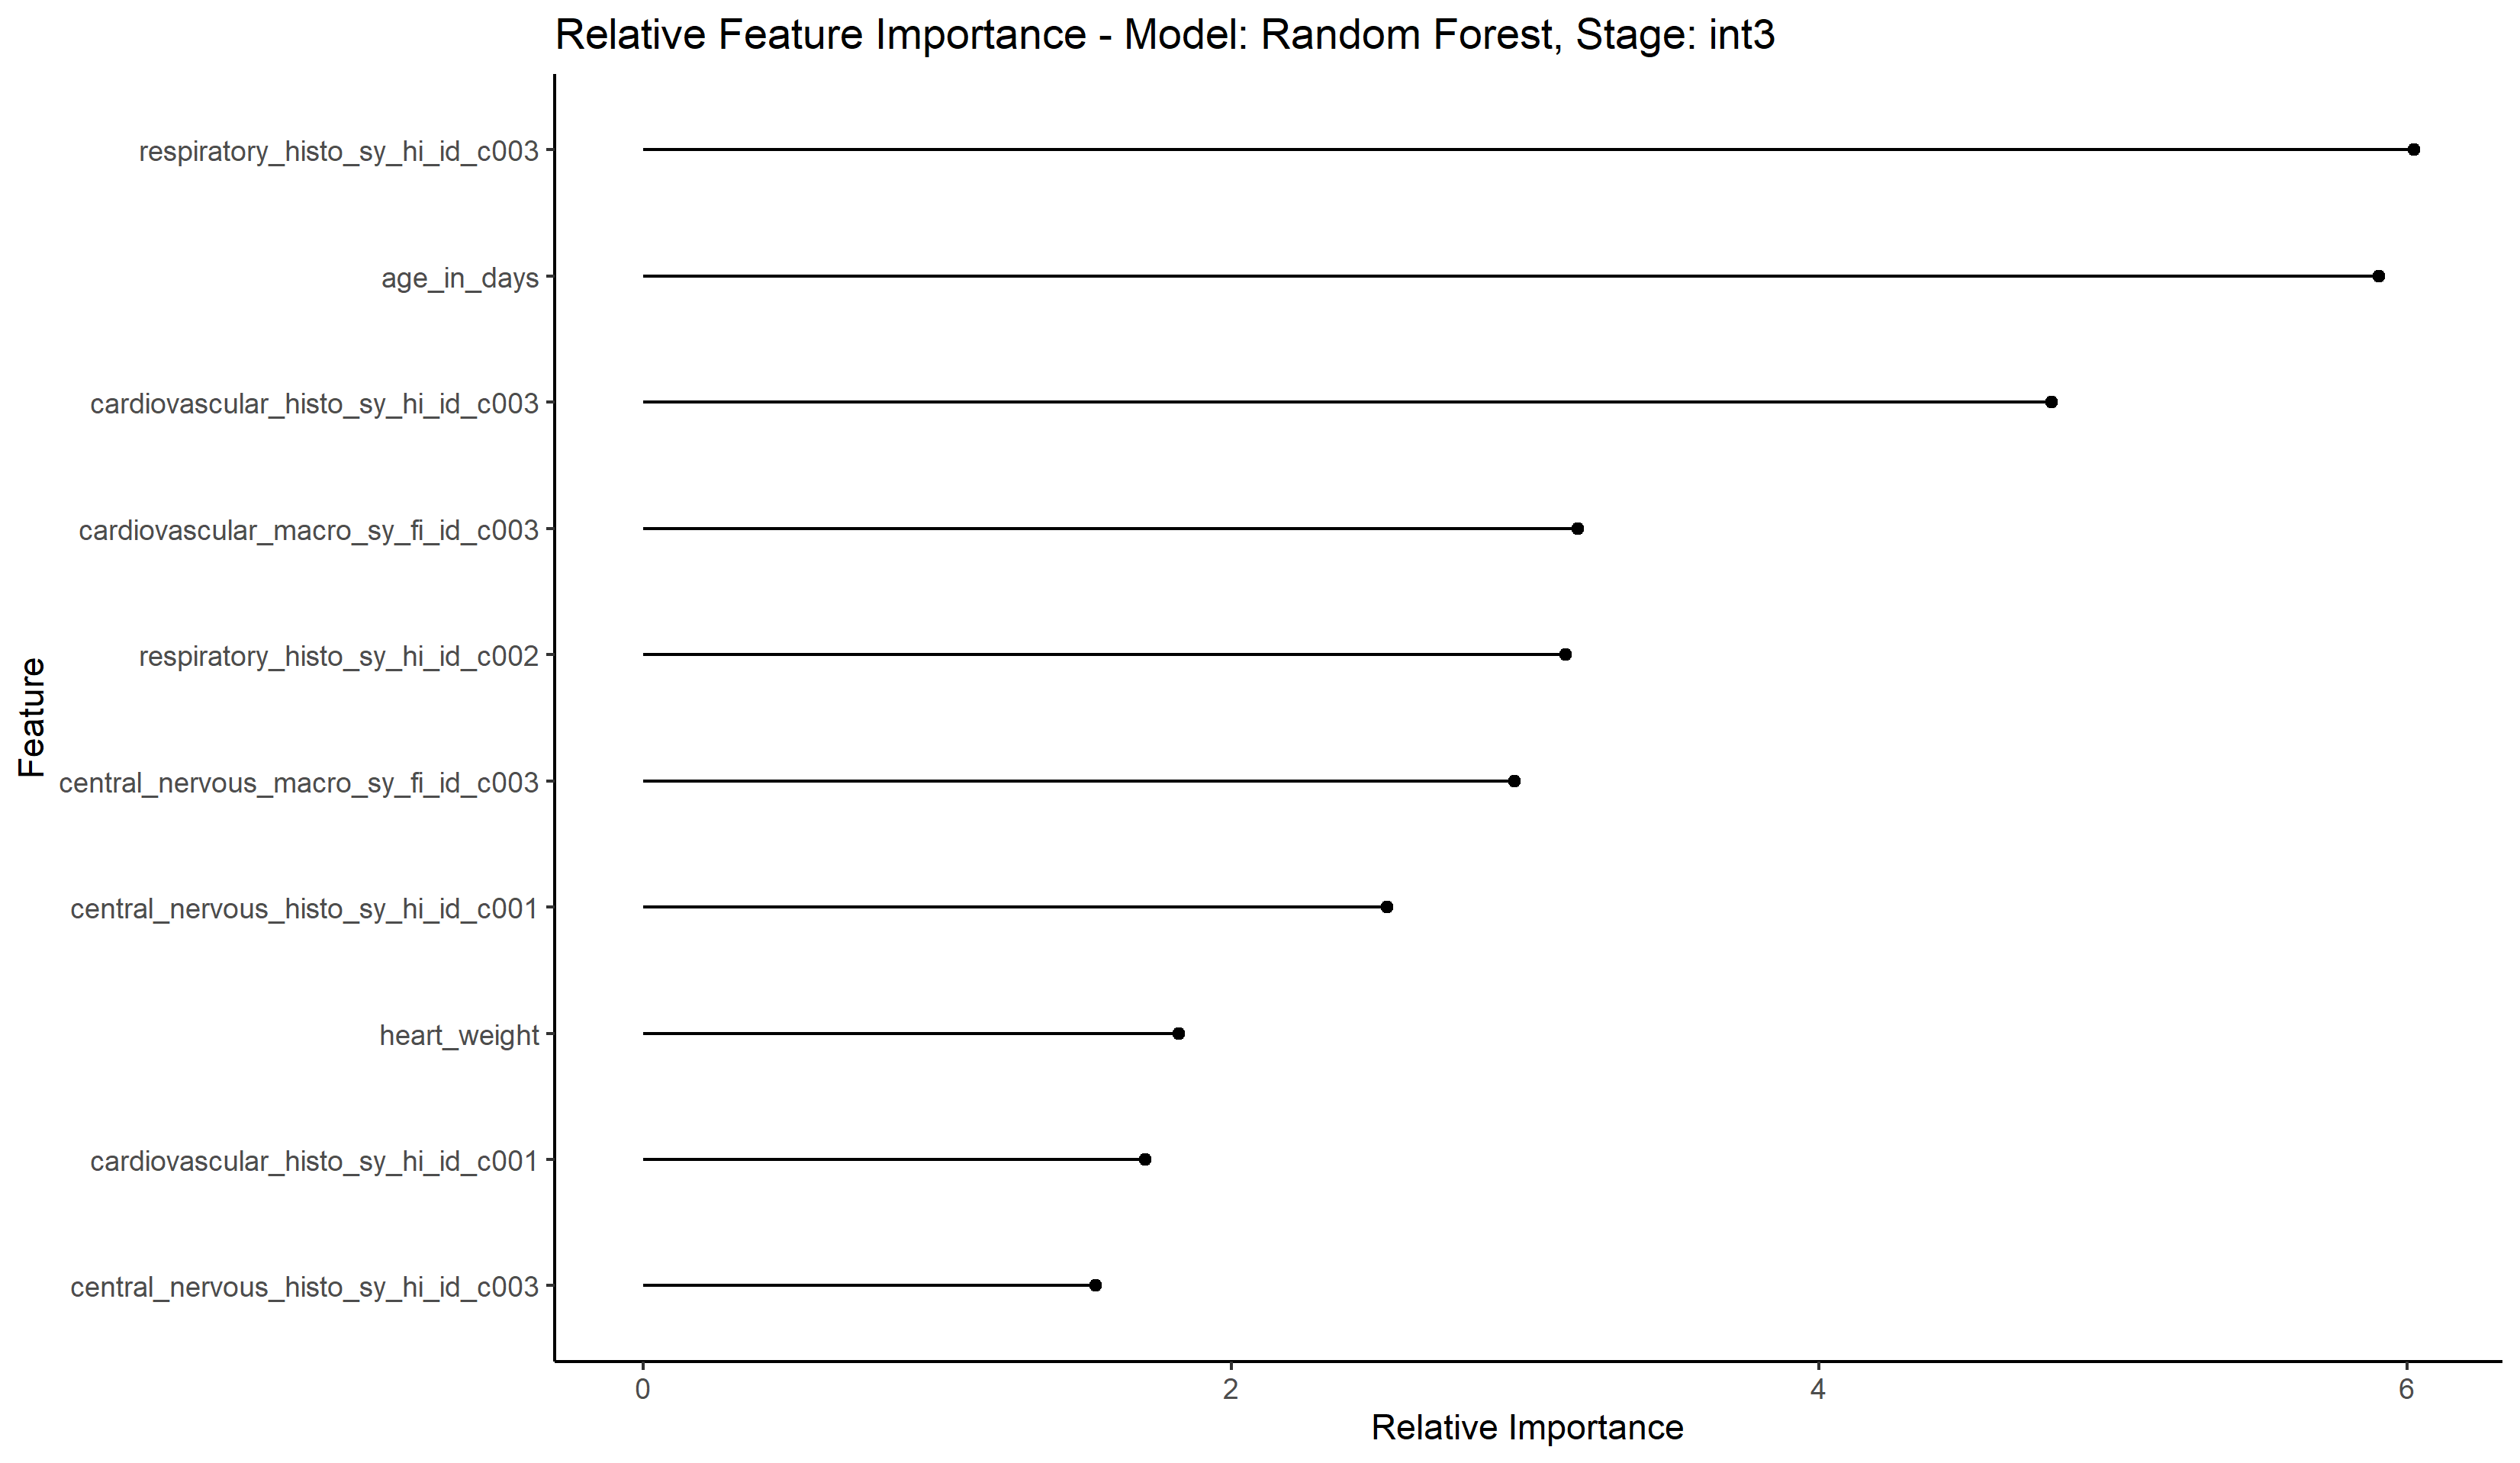 Relative Feature Importance - Model: Random Forest, Stage: int3
respiratory_histo_sy_hi_id_c003
age_in_days
cardiovascular_histo_sy_hi_id_c003
cardiovascular_macro_sy_fi_id_c003
respiratory_histo_sy_hi_id_c002
Feature
central_nervous_macro_sy_fi_id_c003
central_nervous_histo_sy_hi_id_c001
heart_weight
cardiovascular_histo_sy_hi_id_c001
central_nervous_histo_sy_hi_id_c003
0 2 4 6
Relative Importance